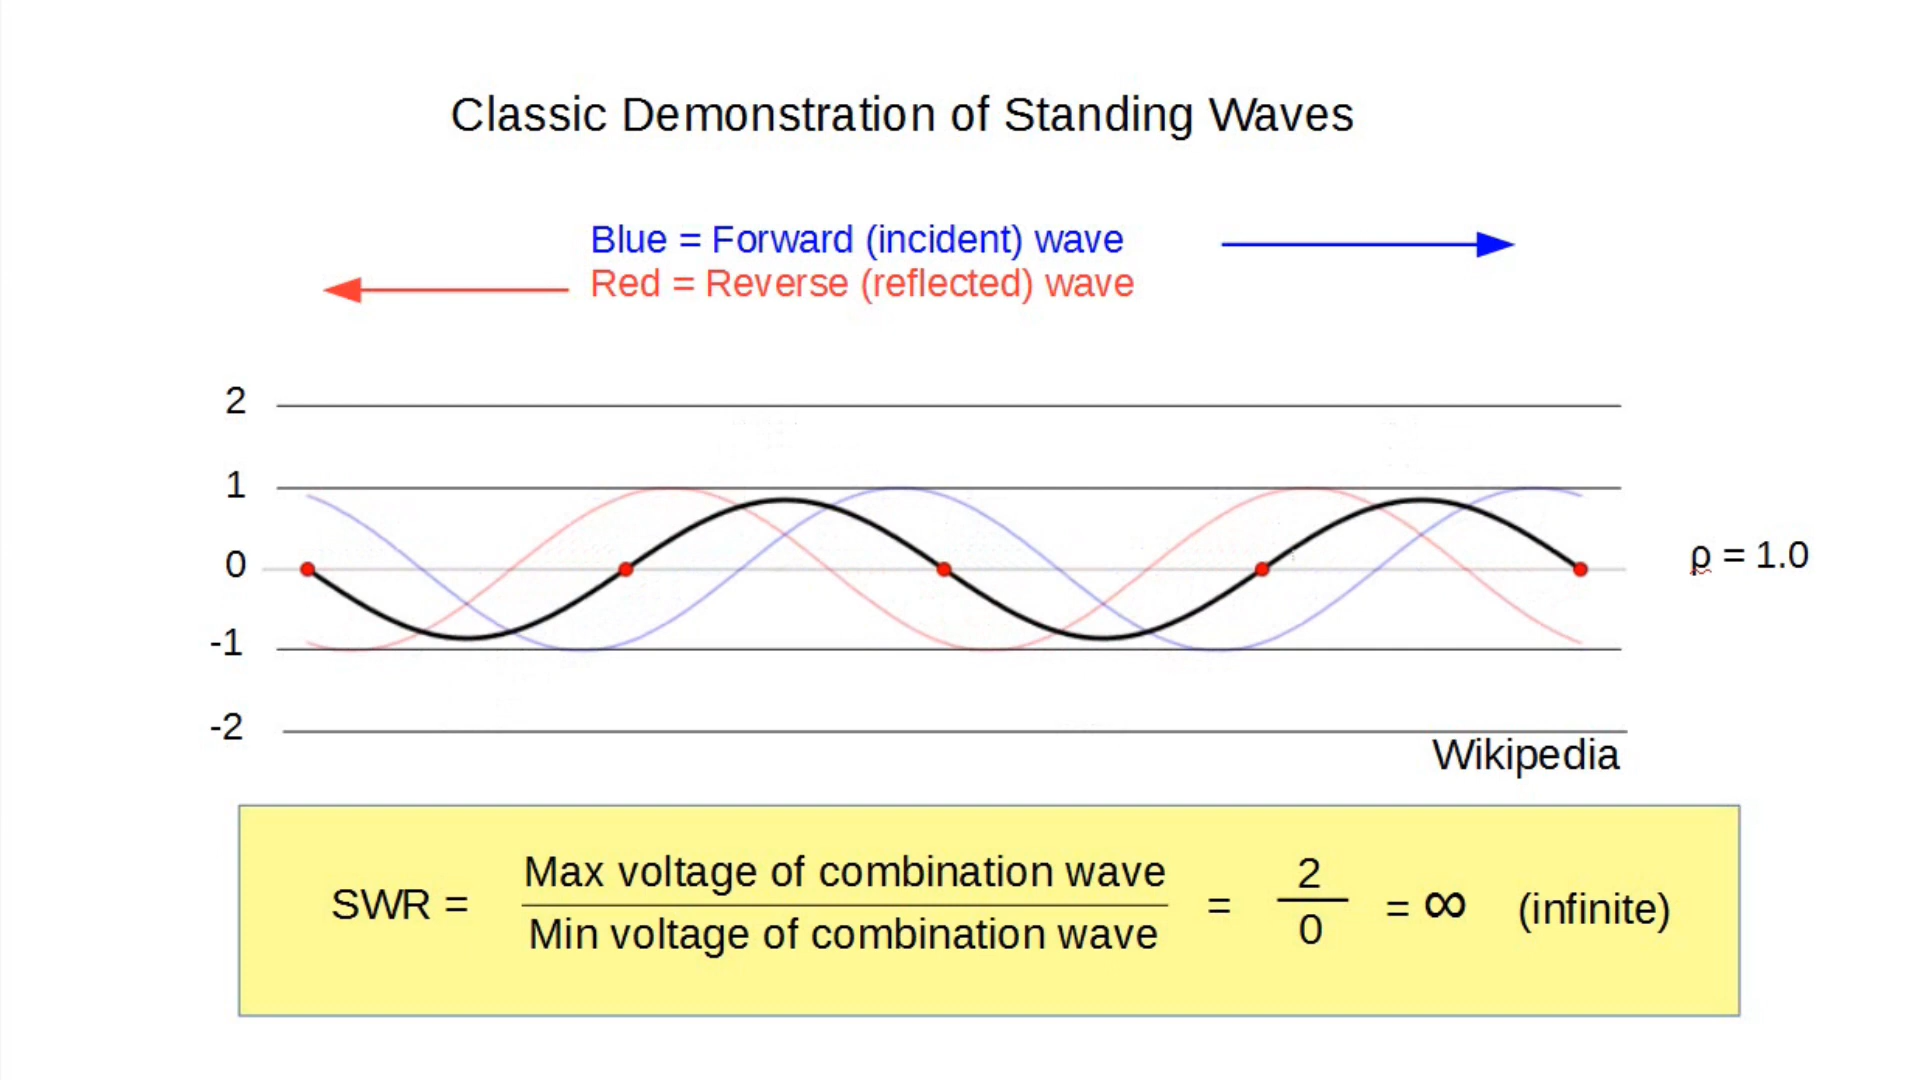 Classic Demonstration of Standing Waves
Blue = Forward (incident) wave
Red = Reverse (reflected) wave
2
1
0
-1
-2
ρ = 1.0
Wikipedia
Max voltage of combination wave
SWR =
Min voltage of combination wave
=
2
0
= ∞ (infinite)